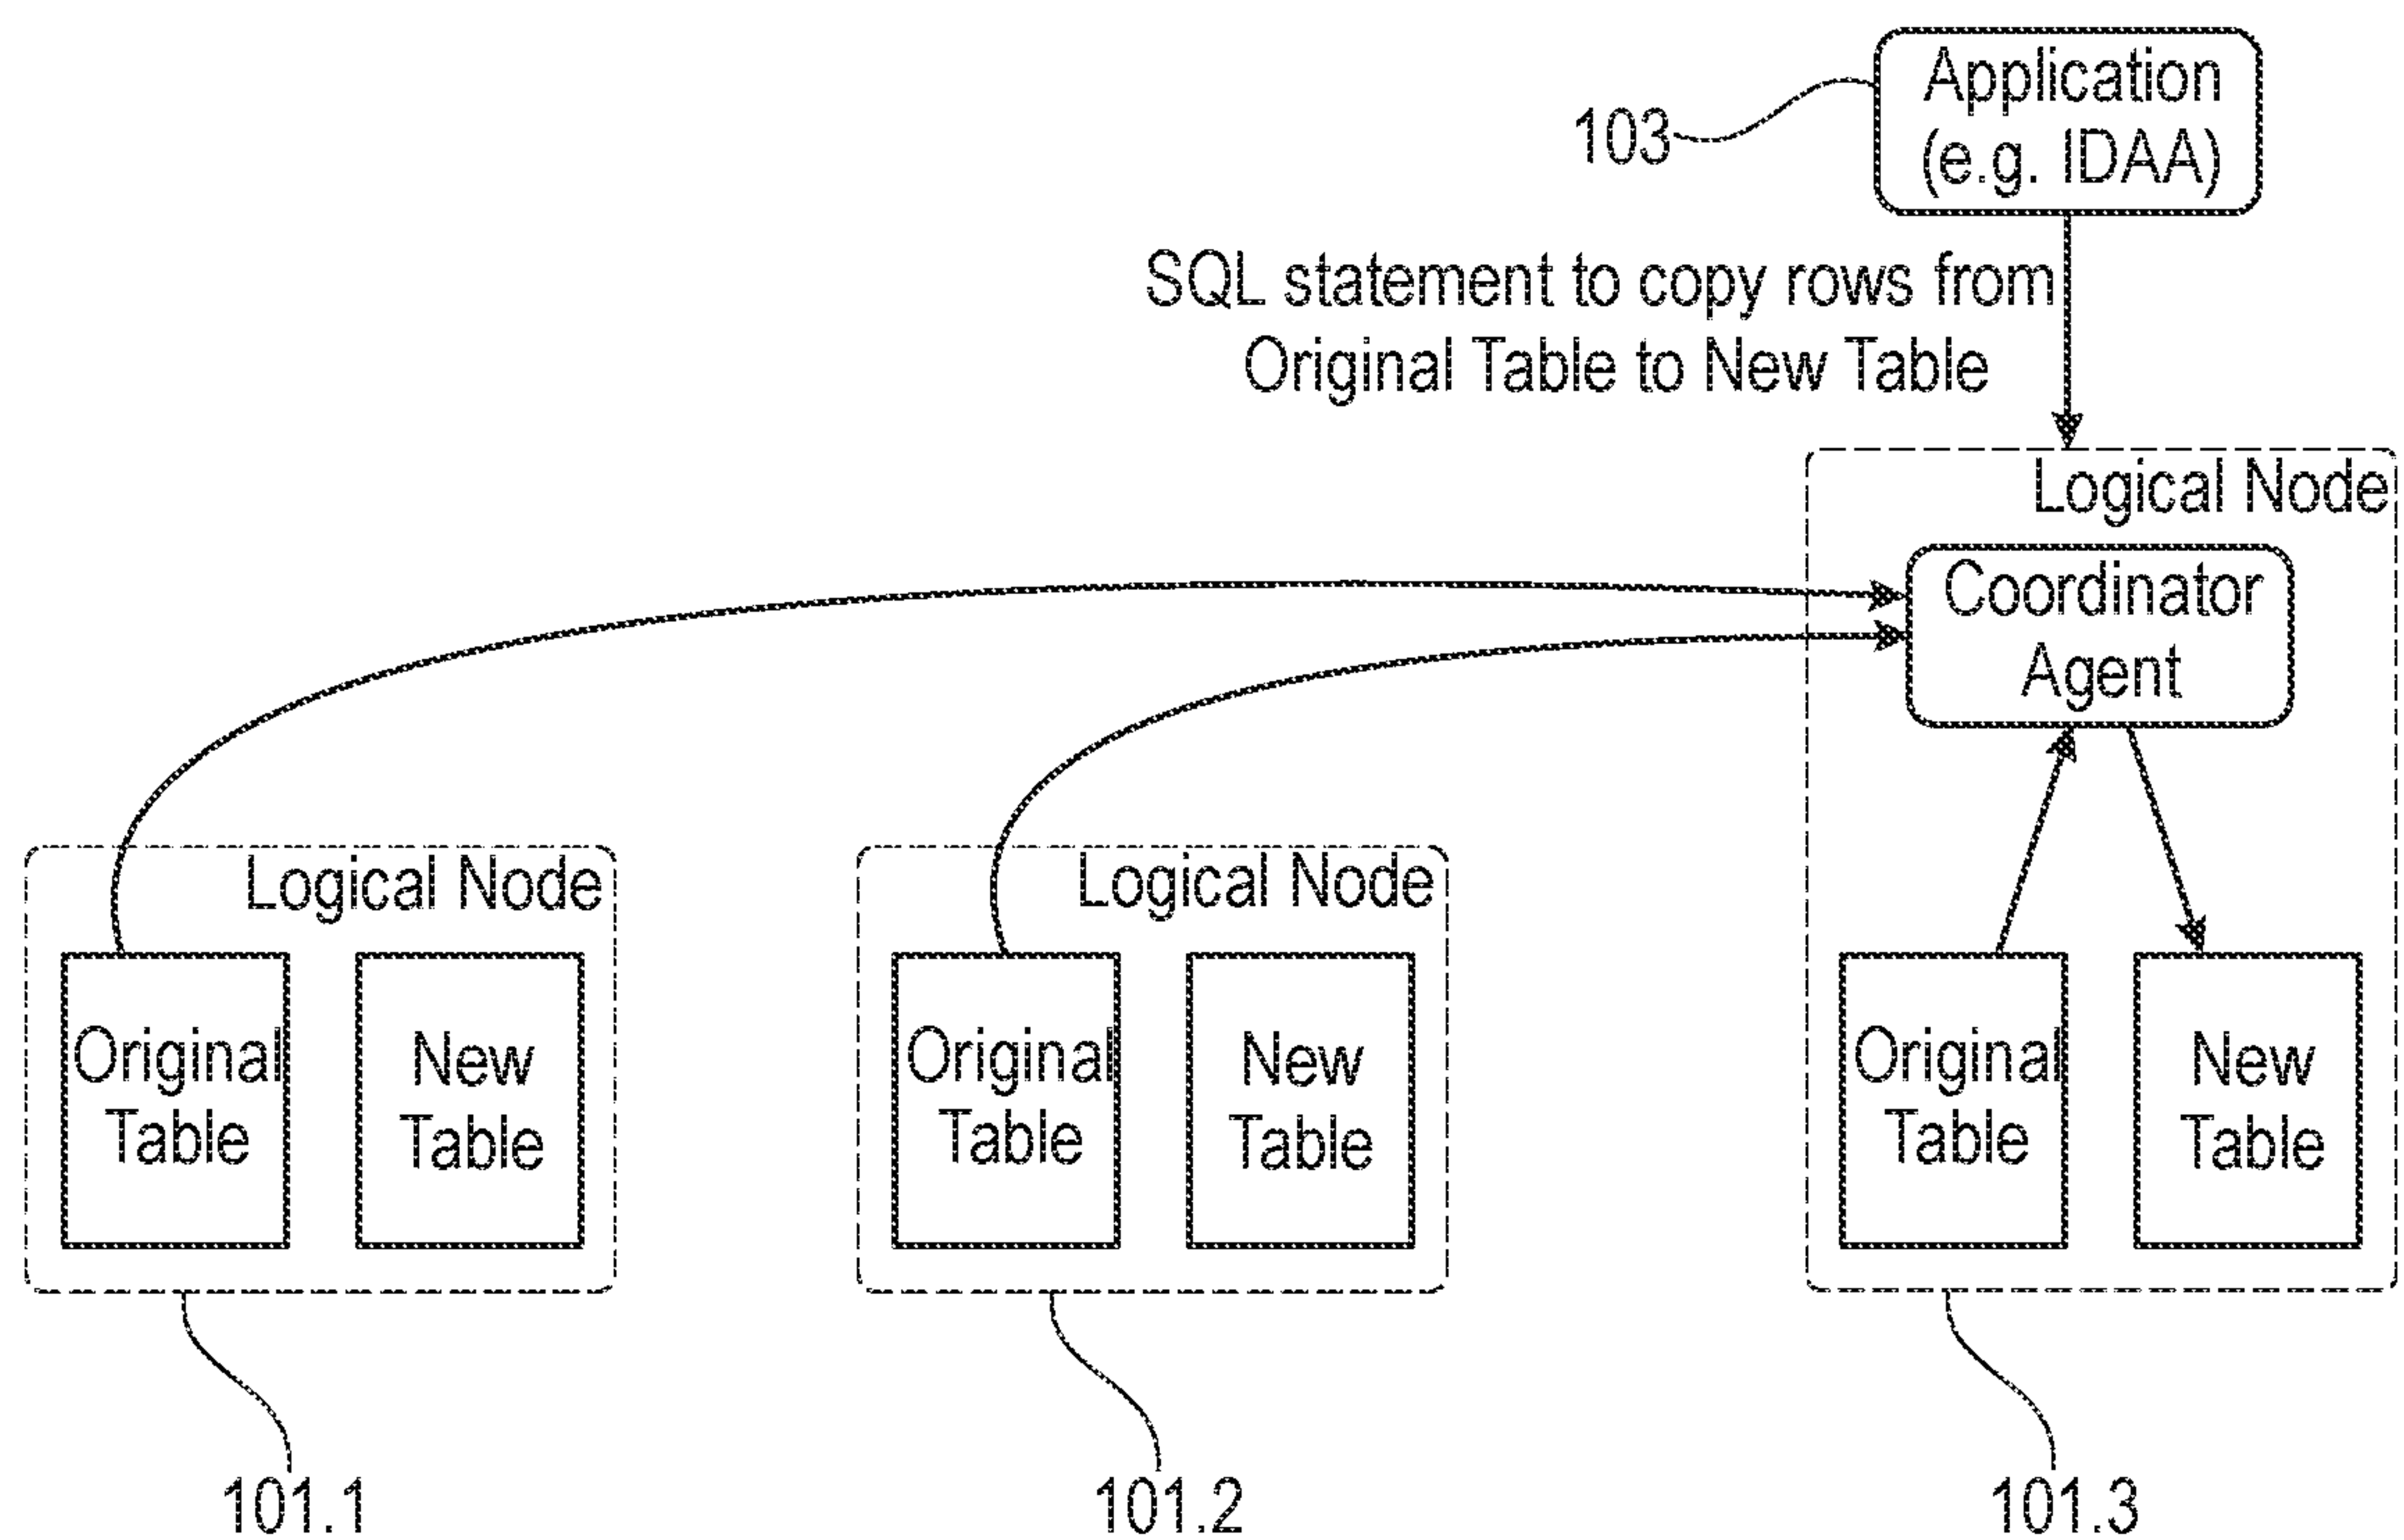 Application
(e.g. IDAA)
103
SQL statement to copy rows from
Original Table to New Table
Logical Node
Coordinator
Agent
Logical Node
Original
Table
New
Table
Logical Node
Original
Table
New
Table
Original
Table
New
Table
101.1
101.2
101.3